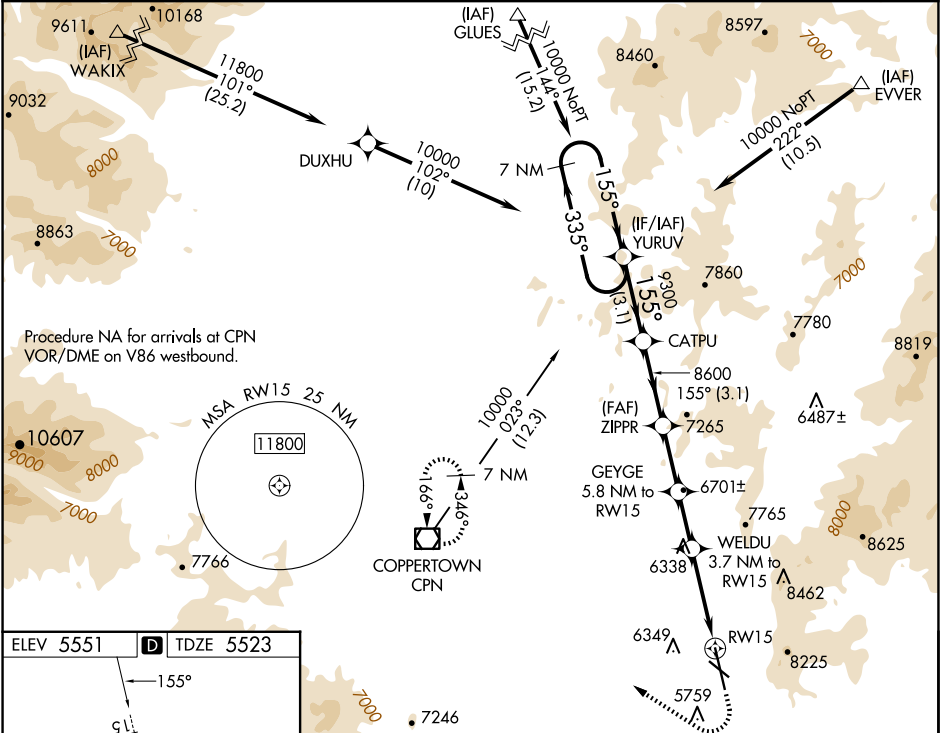 9611
10168
(IAF)
WAKIX
11800
101°
(25.2)
(IAF)
GLUES
10000 NoPT
144°
(15.2)
8460
8597
7000
(IAF)
EVVER
10000 NoPT
222°
(10.5)
9032
8000
DUXHU
10000
102°
(10)
7 NM
155°
335°
(IF/IAF)
YURUV
8863
7000
9300
155°
(3.1)
7860
7000
7780
8819
CATPU
Procedure NA for arrivals at CPN
VOR/DME on V86 westbound.
8600
155° (3.1)
6487±
MSA RW15 25 NM
11800
10000
023°
(12.3)
(FAF)
ZIPPR
7265
10607
9000
8000
7000
7 NM
166°
346°
GEYGE
5.8 NM to
RW15
6701±
7765
8000
8625
COPPERTOWN
CPN
7766
6338
WELDU
3.7 NM to
RW15
8462
6349
RW15
8225
ELEV 5551
D
TDZE 5523
155°
15
7000
7246
5759